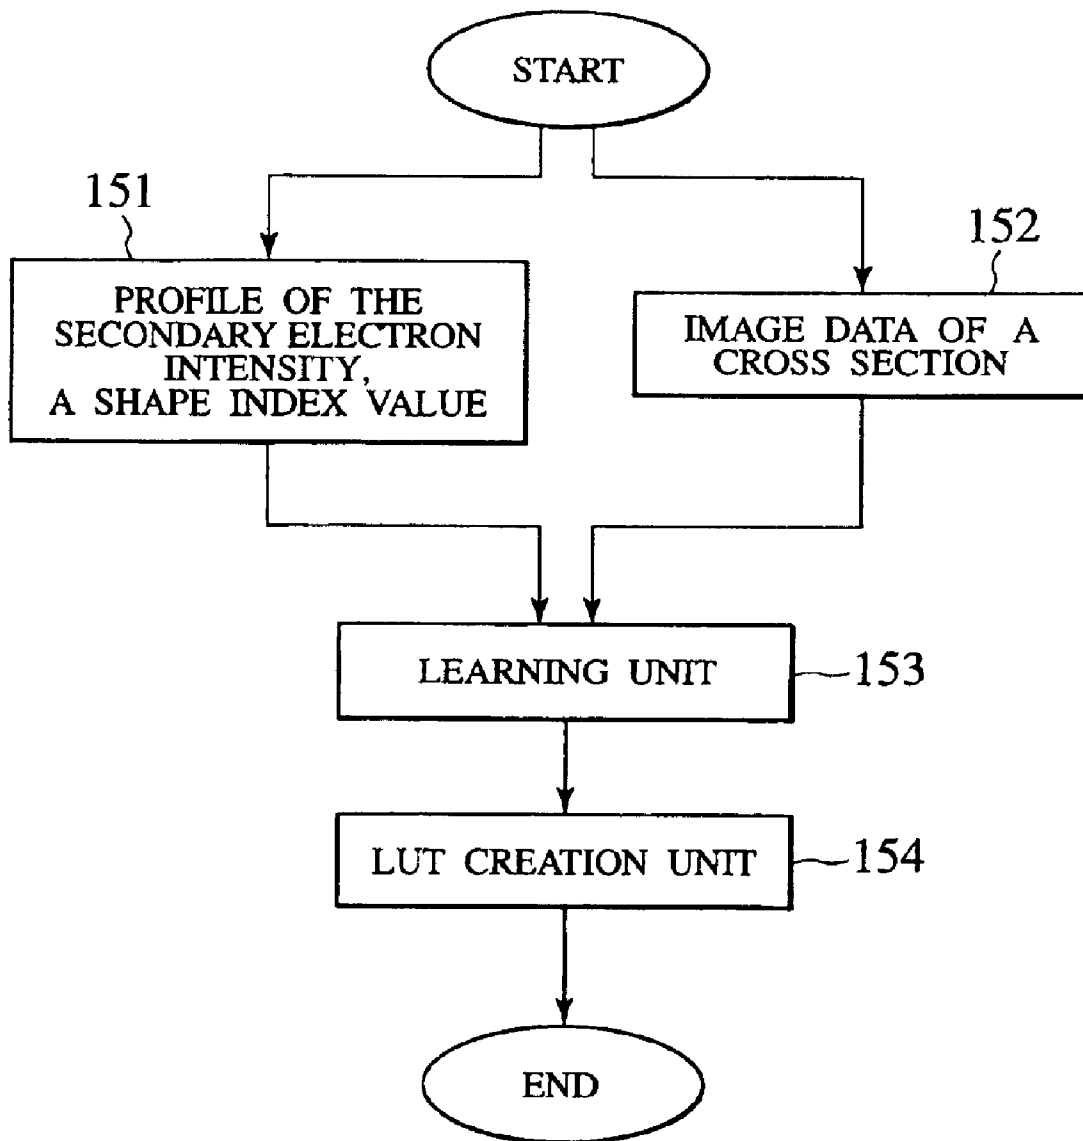 START
151
PROFILE OF THE
SECONDARY ELECTRON
INTENSITY,
A SHAPE INDEX VALUE
152
IMAGE DATA OF A
CROSS SECTION
LEARNING UNIT
153
LUT CREATION UNIT
154
END